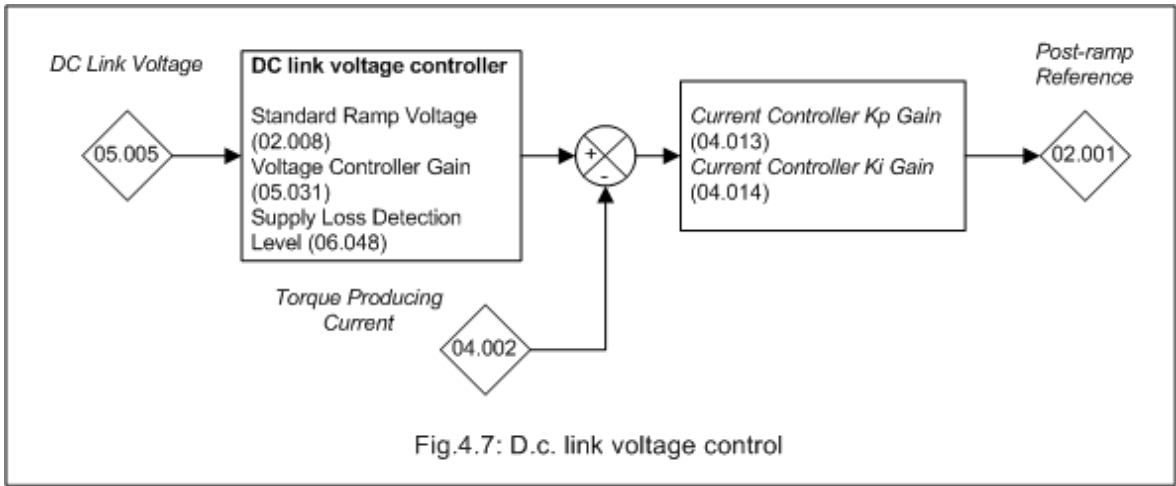 DC Link Voltage
05.005
DC link voltage controller
Standard Ramp Voltage
(02.008)
Voltage Controller Gain
(05.031)
Supply Loss Detection
Level (06.048)
+
-
Torque Producing
Current
04.002
Current Controller Kp Gain
(04.013)
Current Controller Ki Gain
(04.014)
Post-ramp
Reference
02.001
Fig.4.7: D.c. link voltage control